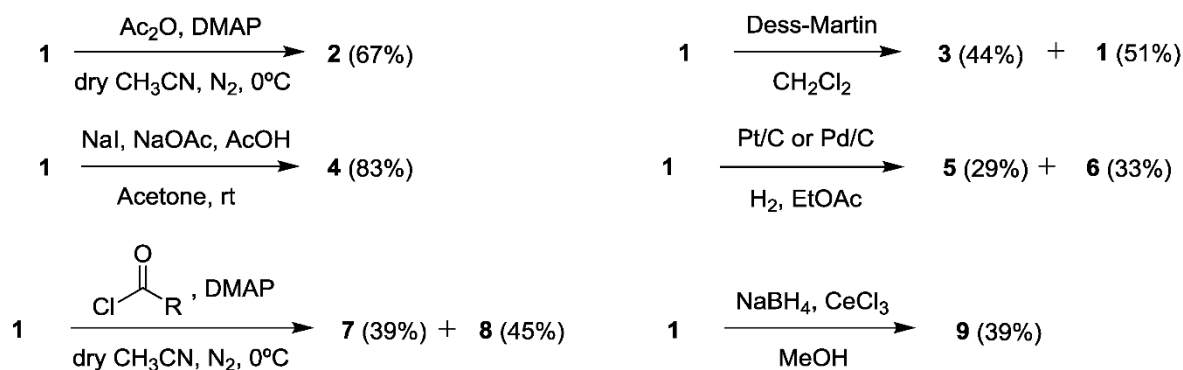 Ac₂O, DMAP
1 2 (67%)
dry CH₃CN, N₂, 0ºC
Dess-Martin
1 3 (44%) + 1 (51%)
CH₂Cl₂
NaI, NaOAc, AcOH
1 4 (83%)
Acetone, rt
Pt/C or Pd/C
1 5 (29%) + 6 (33%)
H₂, EtOAc
O
Cl R , DMAP
1 7 (39%) + 8 (45%)
dry CH₃CN, N₂, 0ºC
NaBH₄, CeCl₃
1 9 (39%)
MeOH